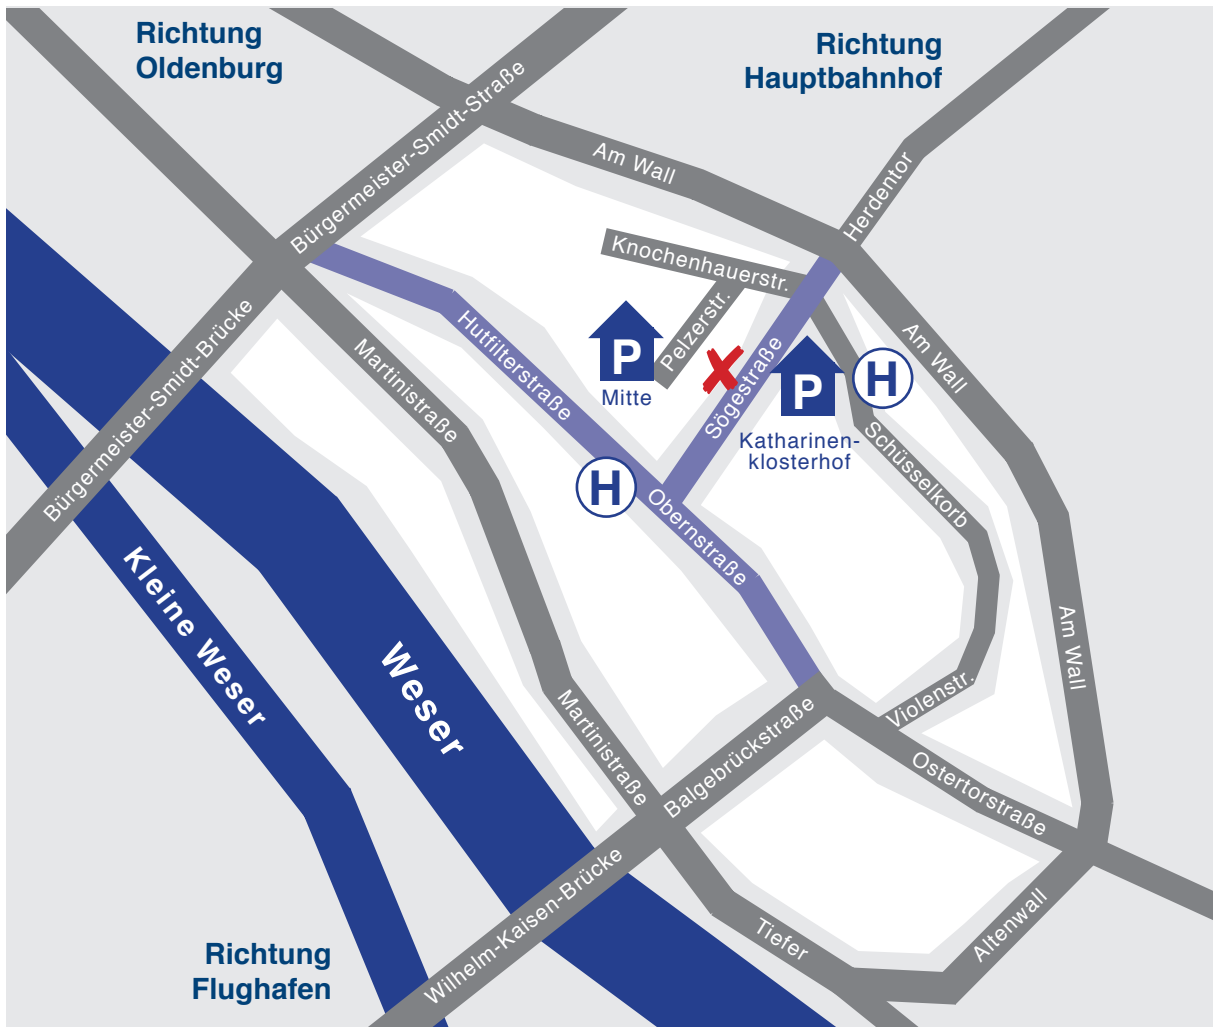 Richtung
Oldenburg
Richtung
Hauptbahnhof
Bürgermeister-Smidt-Straße
Am Wall
Herdentor
Knochenhauerstr.
Pelzerstr.
Bürgermeister-Smidt-Brücke
Hutfilterstraße
Martinistraße
P
Mitte
Sögestraße
P
Katharinen-
klosterhof
H
Am Wall
Schüsselkorb
H
Obernstraße
Kleine Weser
Weser
Am Wall
Violenstr.
Martinistraße
Balgebrückstraße
Ostertorstraße
Wilhelm-Kaisen-Brücke
Tiefer
Altenwall
Richtung
Flughafen